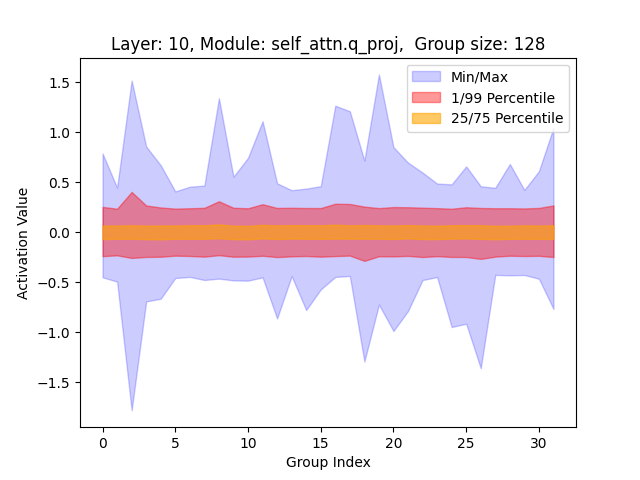 Layer: 10, Module: self_attn.q_proj,  Group size: 128
Min/Max
1/99 Percentile
25/75 Percentile
Activation Value
1.5
1.0
0.5
0.0
−0.5
−1.0
−1.5
0 5 10 15 20 25 30
Group Index